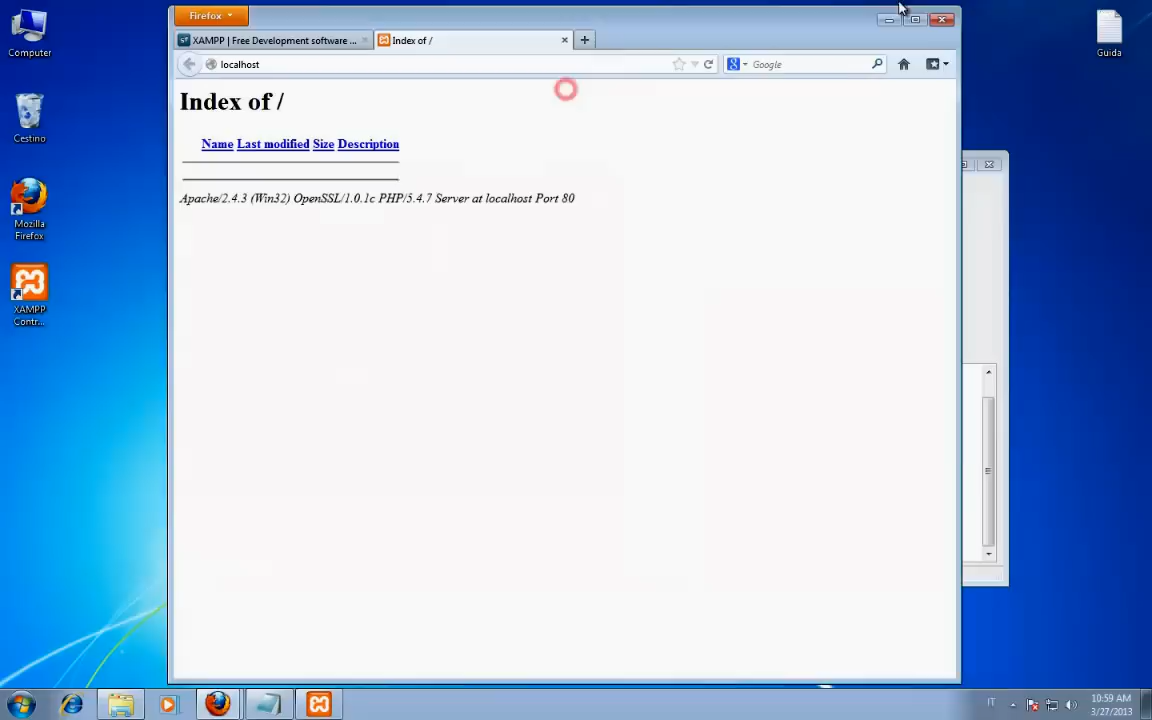 Firefox
XAMPP | Free Development software ...
Index of /
localhost
Google
Index of /
Name Last modified Size Description
Apache/2.4.3 (Win32) OpenSSL/1.0.1c PHP/5.4.7 Server at localhost Port 80
Computer
Cestino
Mozilla
Firefox
XAMPP
Contr...
Guida
IT
10:59 AM
3/27/2013